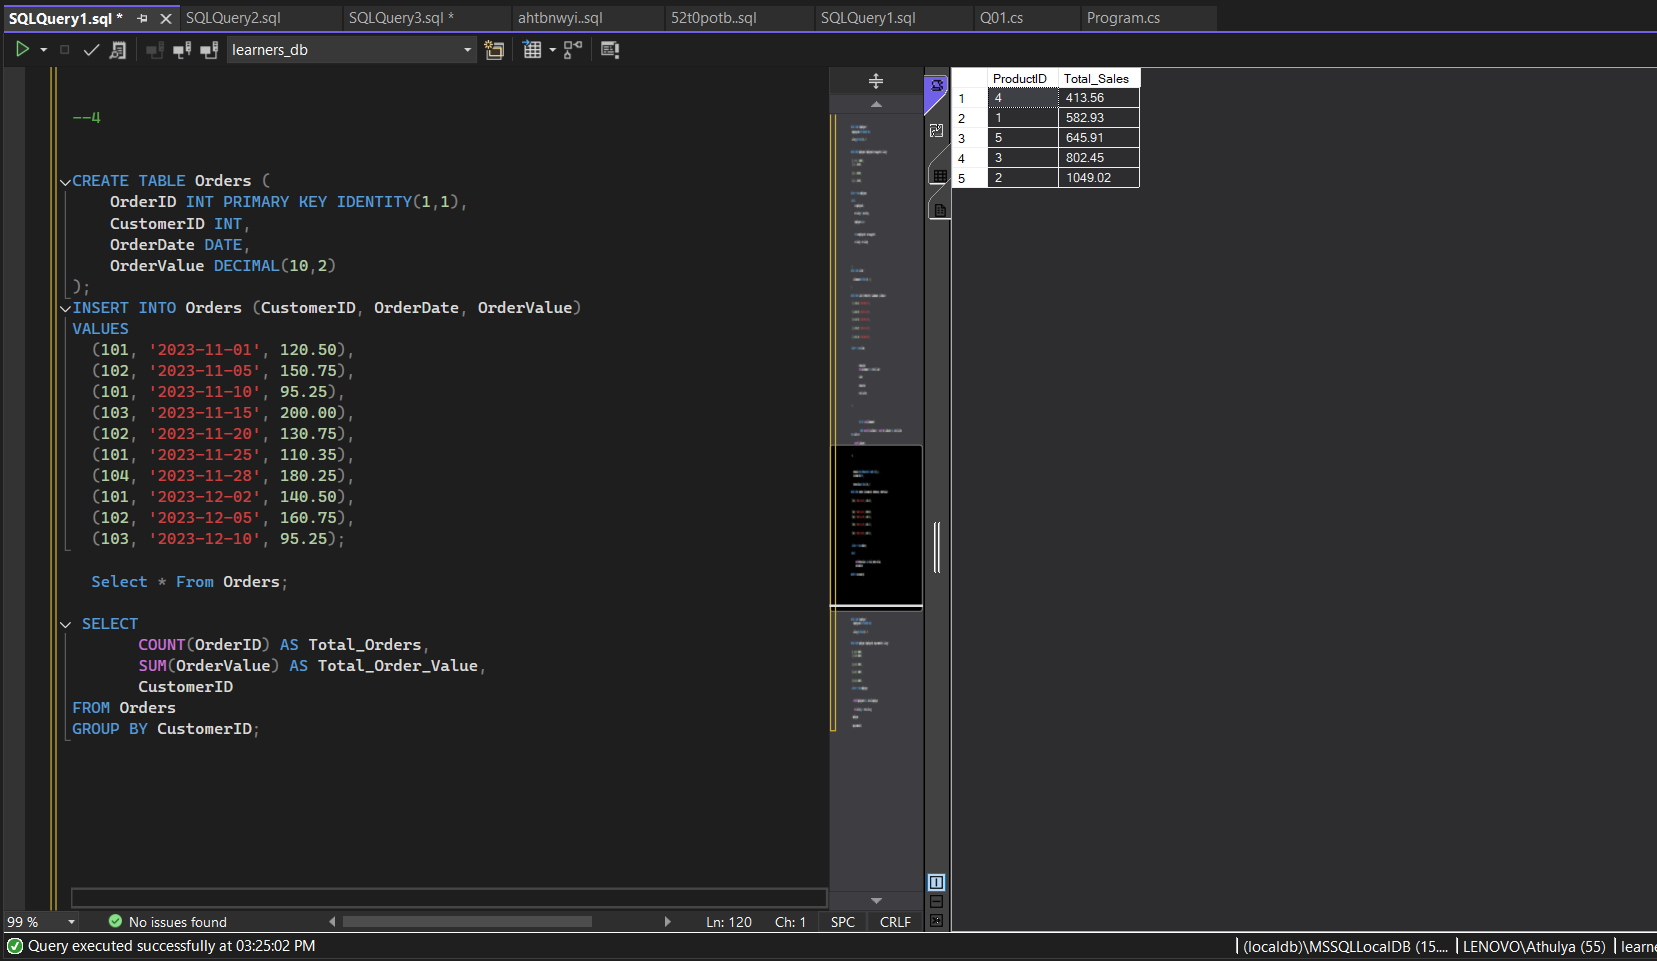 SQLQuery1.sql * SQLQuery2.sql SQLQuery3.sql * ahtbnwyi..sql 52t0potb..sql SQLQuery1.sql Q01.cs Program.cs
learners_db
--4
CREATE TABLE Orders (
OrderID INT PRIMARY KEY IDENTITY(1,1),
CustomerID INT,
OrderDate DATE,
OrderValue DECIMAL(10,2)
);
INSERT INTO Orders (CustomerID, OrderDate, OrderValue)
VALUES
(101, '2023-11-01', 120.50),
(102, '2023-11-05', 150.75),
(101, '2023-11-10', 95.25),
(103, '2023-11-15', 200.00),
(102, '2023-11-20', 130.75),
(101, '2023-11-25', 110.35),
(104, '2023-11-28', 180.25),
(101, '2023-12-02', 140.50),
(102, '2023-12-05', 160.75),
(103, '2023-12-10', 95.25);
Select * From Orders;
SELECT
COUNT(OrderID) AS Total_Orders,
SUM(OrderValue) AS Total_Order_Value,
CustomerID
FROM Orders
GROUP BY CustomerID;
ProductID Total_Sales
1 4 413.56
2 1 582.93
3 5 645.91
4 3 802.45
5 2 1049.02
99 % No issues found Ln: 120 Ch: 1 SPC CRLF
Query executed successfully at 03:25:02 PM (localdb)\MSSQLLocalDB (15.... LENOVO\Athulya (55) learne